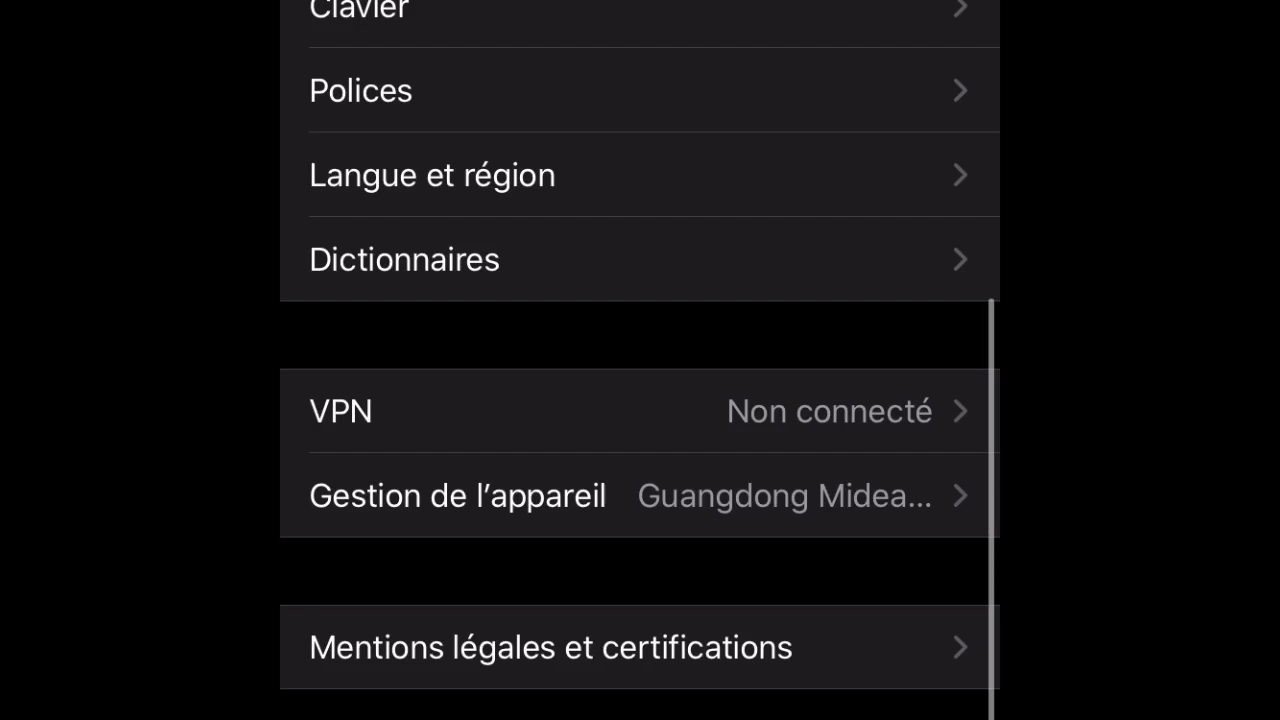 Clavier
Polices
Langue et région
Dictionnaires
VPN Non connecté
Gestion de l’appareil Guangdong Midea...
Mentions légales et certifications